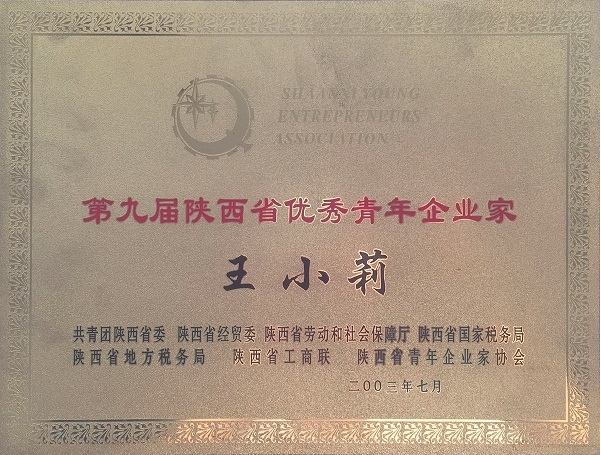 SHAANXI YOUNG
ENTREPRENEURS'
ASSOCIATION
第九届陕西省优秀青年企业家
王小莉
共青团陕西省委 陕西省经贸委 陕西省劳动和社会保障厅 陕西省国家税务局
陕西省地方税务局 陕西省工商联 陕西省青年企业家协会
二00三年七月